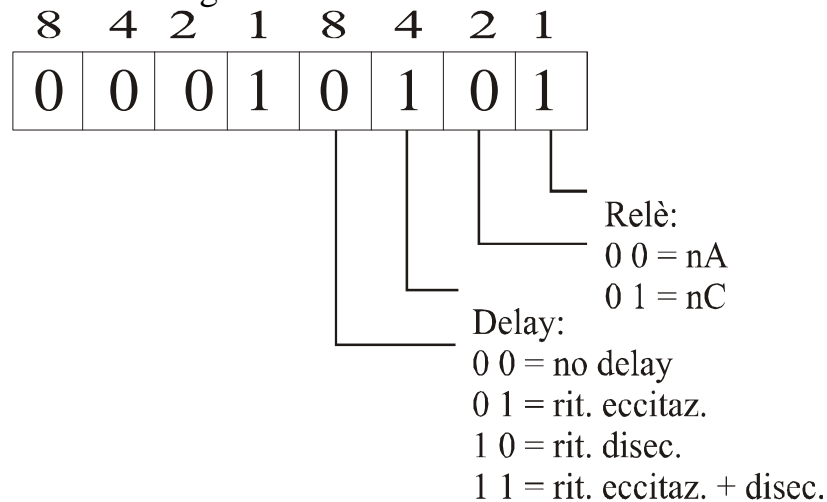 8 4 2 1 8 4 2 1
0 0 0 1 0 1 0 1
Relè:
0 0 = nA
0 1 = nC
Delay:
0 0 = no delay
0 1 = rit. eccitaz.
1 0 = rit. disec.
1 1 = rit. eccitaz. + disec.